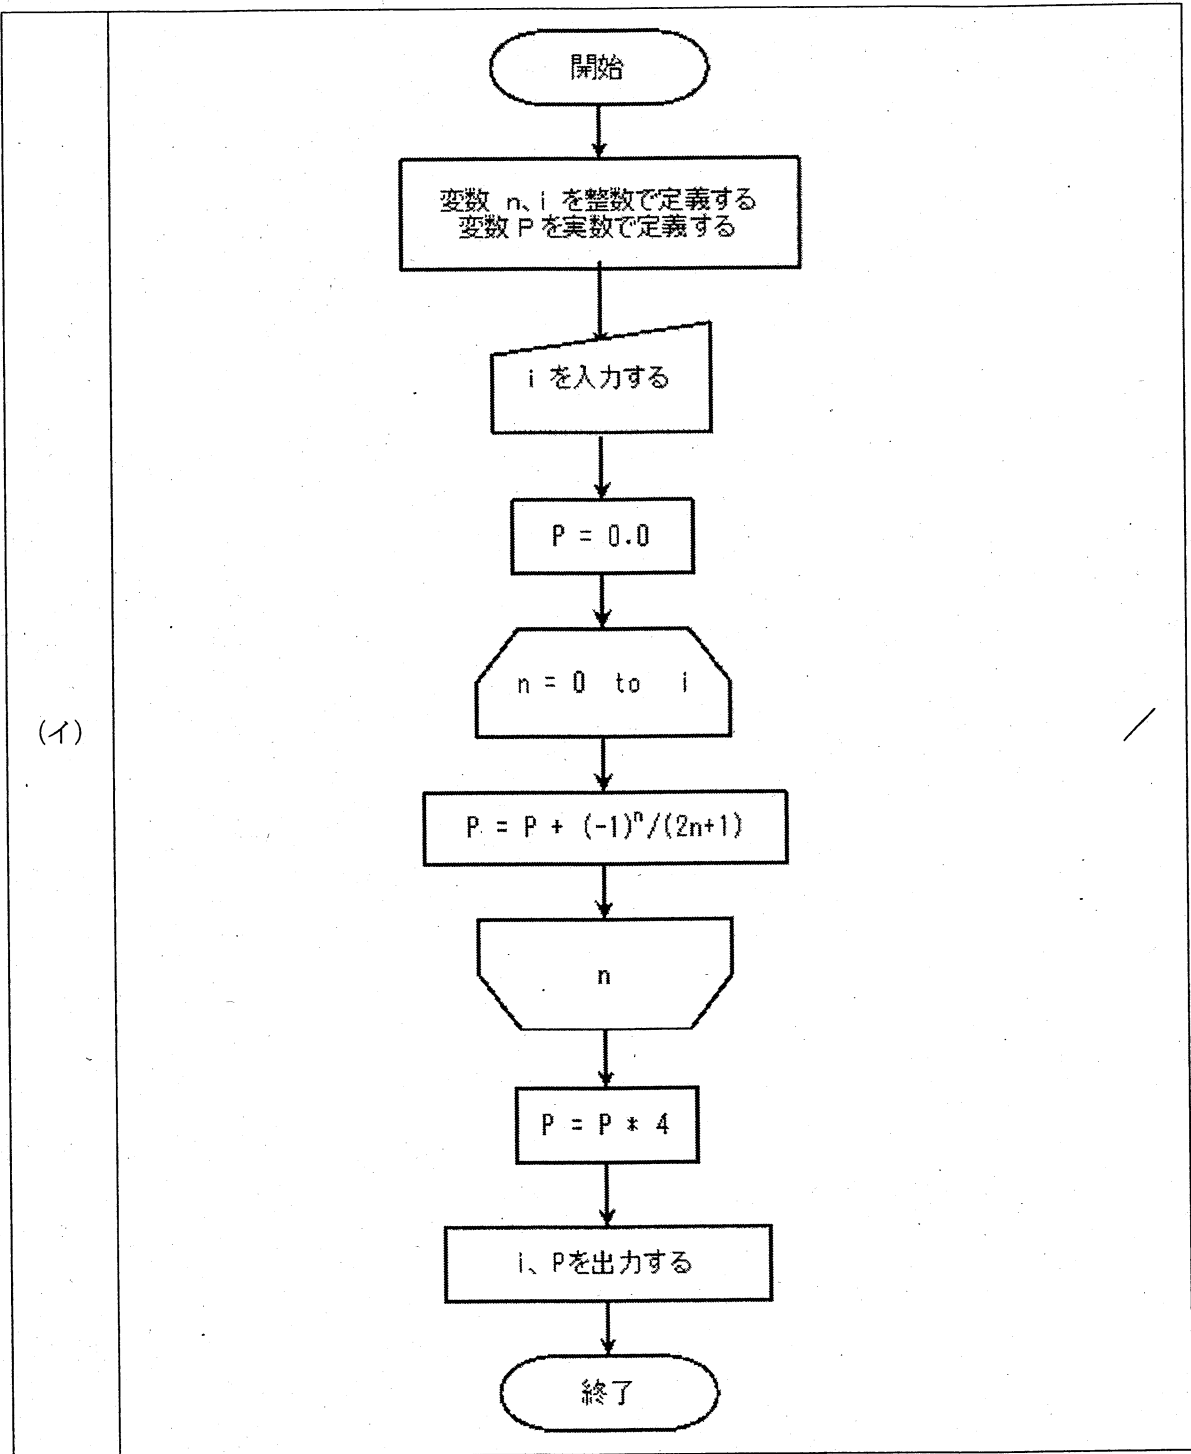 開始
変数 n、i を整数で定義する
変数 P を実数で定義する
i を入力する
P = 0.0
n = 0 to i
(イ)
P = P + (-1)ⁿ/(2n+1)
n
P = P * 4
i、Pを出力する
終了